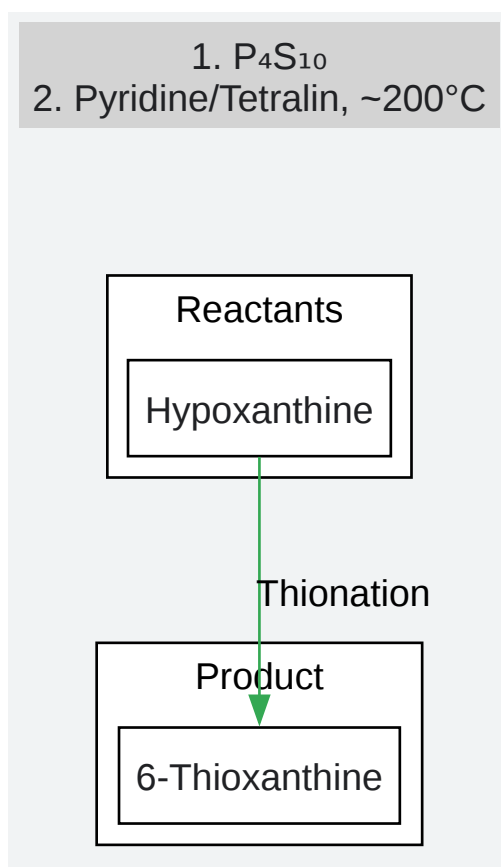 1. P₄S₁₀
2. Pyridine/Tetralin, ~200°C
Reactants
Hypoxanthine
Thionation
Product
6-Thioxanthine